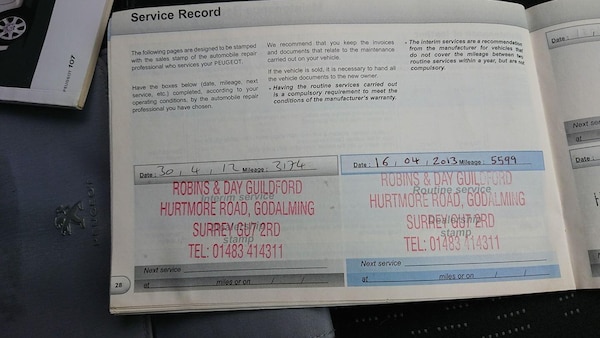 Service Record
The following pages are designed to be stamped
with the sales stamp of the automobile repair
professional who services your PEUGEOT.
Have the boxes below (date, mileage, next
service, etc.) completed, according to your
operating conditions, by the automobile repair
professional you have chosen.
We recommend that you keep the invoices
and documents that relate to the maintenance
carried out on your vehicle.
If the vehicle is sold, it is necessary to hand all
the vehicle documents to the new owner.
- Having the routine services carried out
is a compulsory requirement to meet the
conditions of the manufacturer's warranty.
- The interim services are a recommendation
from the manufacturer for vehicles that
do not cover the mileage between two
routine services within a year, but are not
compulsory.
Date: 30, 4, 12 Mileage: 3174
Interim service
stamp
ROBINS & DAY GUILDFORD
HURTMORE ROAD, GODALMING
SURREY GU7 2RD
TEL: 01483 414311
Next service
at miles or on / /
Date: 16, 04, 2013 Mileage: 5599
Routine service
Dealership
stamp
ROBINS & DAY GUILDFORD
HURTMORE ROAD, GODALMING
SURREY GU7 2RD
TEL: 01483 414311
Next service
at miles or on / /
28
PEUGEOT 107
PEUGEOT
Date:
at
Date: